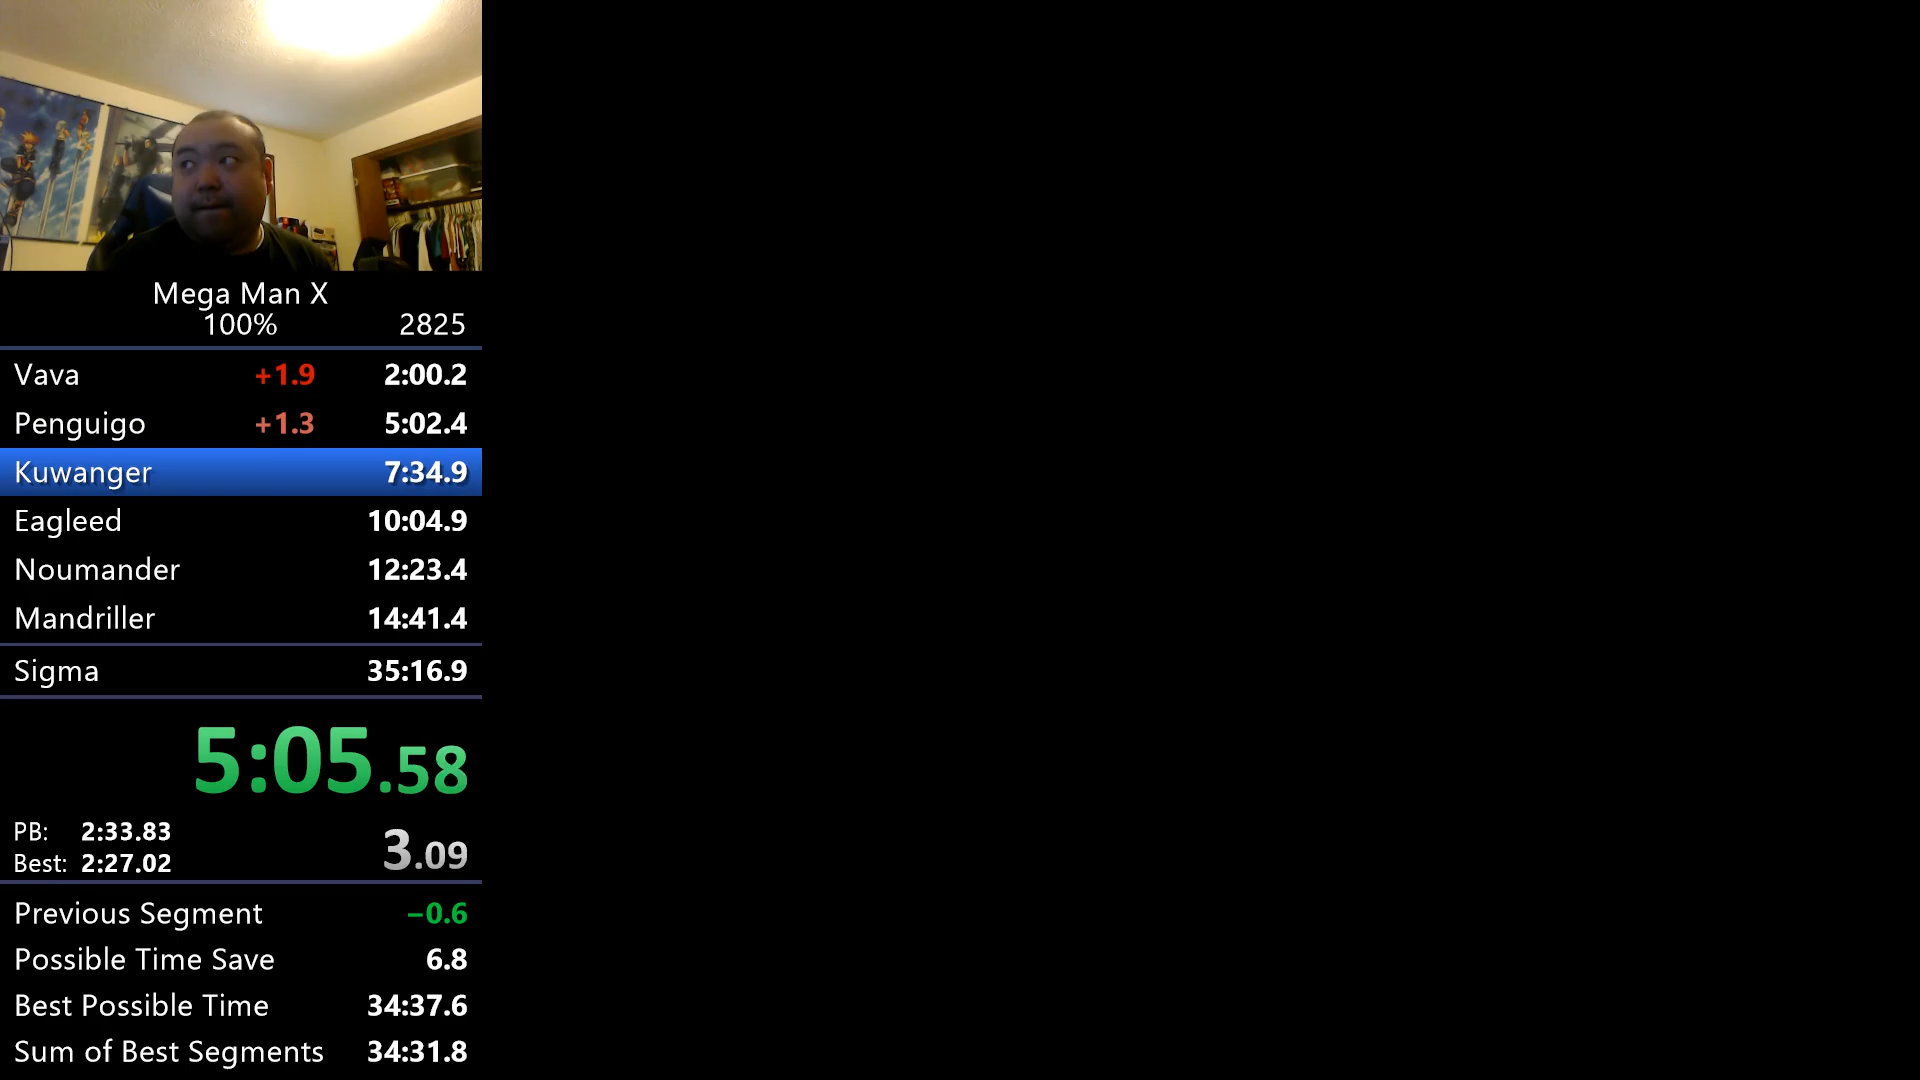 Mega Man X
100% 2825
Vava +1.9 2:00.2
Penguigo +1.3 5:02.4
Kuwanger 7:34.9
Eagleed 10:04.9
Noumander 12:23.4
Mandriller 14:41.4
Sigma 35:16.9
5:05.58
PB: 2:33.83
Best: 2:27.02
3.09
Previous Segment −0.6
Possible Time Save 6.8
Best Possible Time 34:37.6
Sum of Best Segments 34:31.8